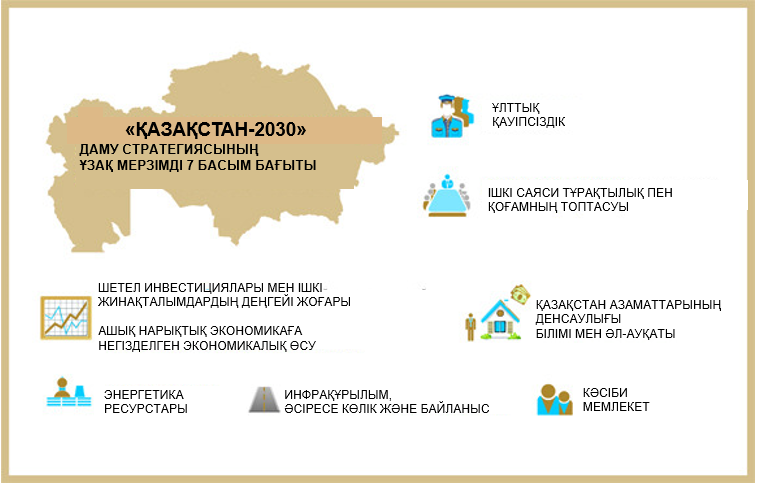 «ҚАЗАҚСТАН-2030»
ДАМУ СТРАТЕГИЯСЫНЫҢ
ҰЗАҚ МЕРЗІМДІ 7 БАСЫМ БАҒЫТЫ
ҰЛТТЫҚ
ҚАУІПСІЗДІК
ІШКІ САЯСИ ТҰРАҚТЫЛЫҚ ПЕН
ҚОҒАМНЫҢ ТОПТАСУЫ
ШЕТЕЛ ИНВЕСТИЦИЯЛАРЫ МЕН ІШКІ
ЖИНАҚТАЛЫМДАРДЫҢ ДЕҢГЕЙІ ЖОҒАРЫ
АШЫҚ НАРЫҚТЫҚ ЭКОНОМИКАҒА
НЕГІЗДЕЛГЕН ЭКОНОМИКАЛЫҚ ӨСУ
ҚАЗАҚСТАН АЗАМАТТАРЫНЫҢ
ДЕНСАУЛЫҒЫ
БІЛІМІ МЕН ӘЛ-АУҚАТЫ
ЭНЕРГЕТИКА
РЕСУРСТАРЫ
ИНФРАҚҰРЫЛЫМ,
ӘСІРЕСЕ КӨЛІК ЖӘНЕ БАЙЛАНЫС
КӘСІБИ
МЕМЛЕКЕТ